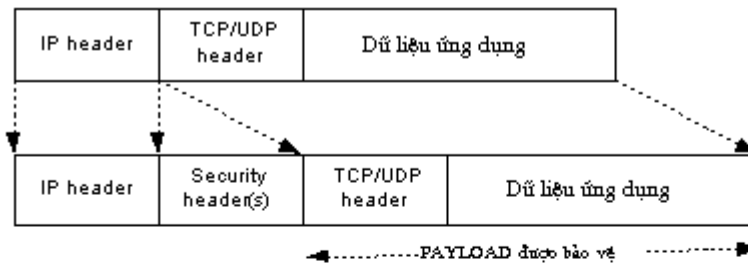 IP header
TCP/UDP
header
Dữ liệu ứng dụng
IP header
Security
header(s)
TCP/UDP
header
Dữ liệu ứng dụng
PAYLOAD được bảo vệ